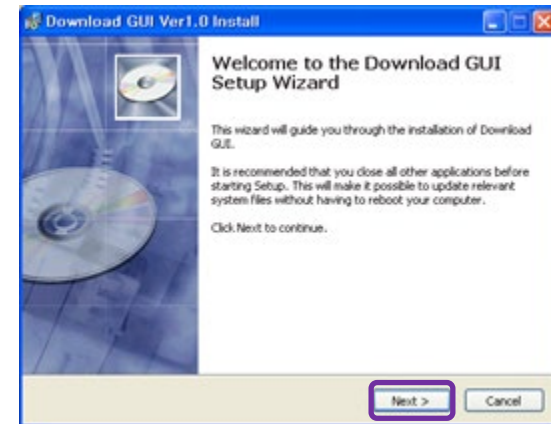 Download GUI Ver1.0 Install
Welcome to the Download GUI
Setup Wizard
This wizard will guide you through the installation of Download
GUI.
It is recommended that you close all other applications before
starting Setup. This will make it possible to update relevant
system files without having to reboot your computer.
Click Next to continue.
Next >
Cancel